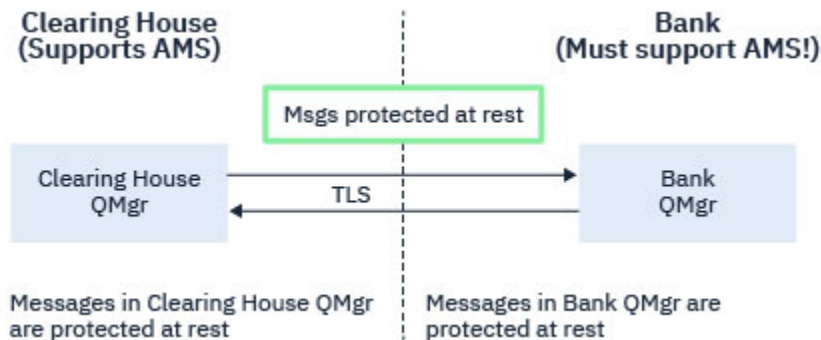 Clearing House
(Supports AMS)
Bank
(Must support AMS!)
Msgs protected at rest
Clearing House
QMgr
TLS
Bank
QMgr
Messages in Clearing House QMgr
are protected at rest
Messages in Bank QMgr are
protected at rest